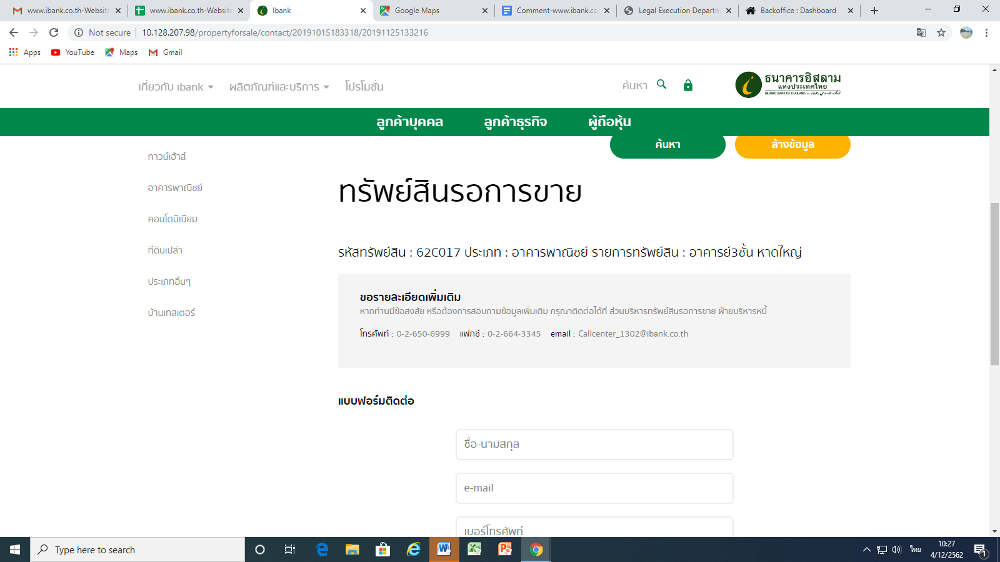 www.ibank.co.th-Website
www.ibank.co.th-Website
Ibank
Google Maps
Comment-www.ibank.co
Legal Execution Departm
Backoffice : Dashboard
Not secure
10.128.207.98/propertyforsale/contact/20191015183318/20191125133216
Apps
YouTube
Maps
Gmail
เกี่ยวกับ ibank
ผลิตภัณฑ์และบริการ
โปรโมชั่น
ค้นหา
ธนาคารอิสลาม
แห่งประเทศไทย
ISLAMIC BANK OF THAILAND
ลูกค้าบุคคล
ลูกค้าธุรกิจ
ผู้ถือหุ้น
ค้นหา
ล้างข้อมูล
ทาวน์เฮ้าส์
อาคารพาณิชย์
คอนโดมิเนียม
ที่ดินเปล่า
ประเภทอื่นๆ
บ้านเทสเตอร์
ทรัพย์สินรอการขาย
รหัสทรัพย์สิน : 62C017 ประเภท : อาคารพาณิชย์ รายการทรัพย์สิน : อาคารย์3ชั้น หาดใหญ่
ขอรายละเอียดเพิ่มเติม
หากท่านมีข้อสงสัย หรือต้องการสอบถามข้อมูลเพิ่มเติม กรุณาติดต่อได้ที่ ส่วนบริหารทรัพย์สินรอการขาย ฝ่ายบริหารหนี้
โทรศัพท์ : 0-2-650-6999 แฟกซ์ : 0-2-664-3345 email : Callcenter_1302@ibank.co.th
แบบฟอร์มติดต่อ
ชื่อ-นามสกุล
e-mail
เบอร์โทรศัพท์
Type here to search
ไทย
10:27
4/12/2562
1